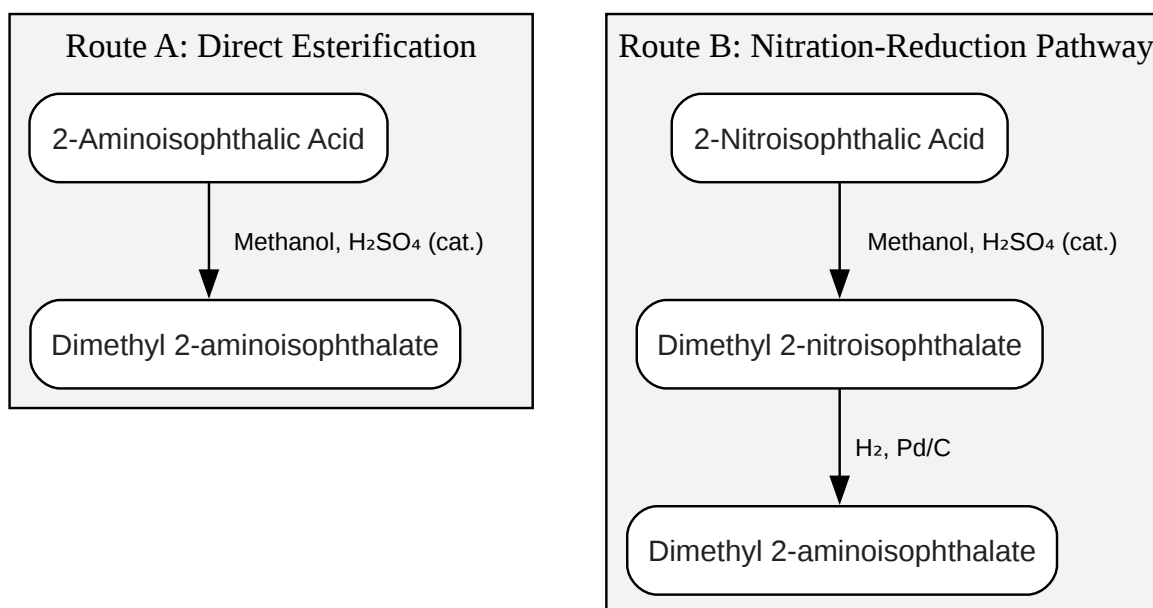 Route A: Direct Esterification
2-Aminoisophthalic Acid
Methanol, H₂SO₄ (cat.)
Dimethyl 2-aminoisophthalate
Route B: Nitration-Reduction Pathway
2-Nitroisophthalic Acid
Methanol, H₂SO₄ (cat.)
Dimethyl 2-nitroisophthalate
H₂, Pd/C
Dimethyl 2-aminoisophthalate